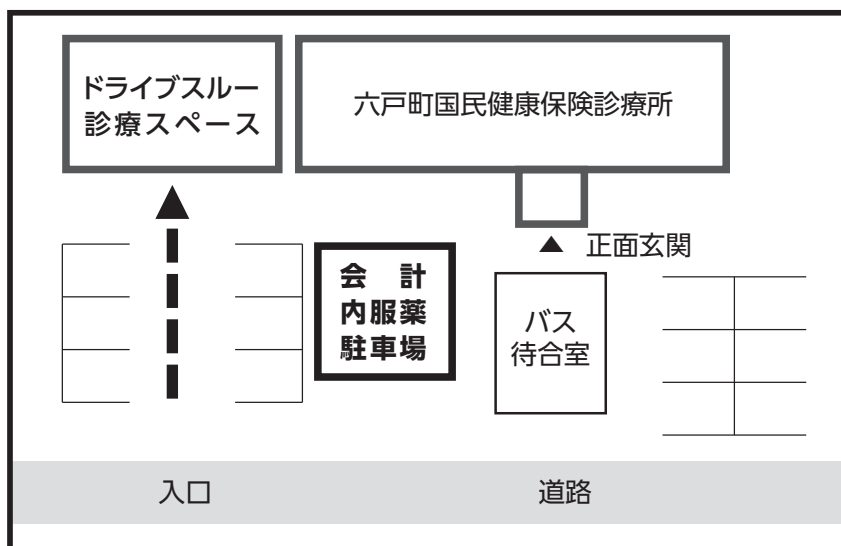 ドライブスルー
診療スペース
六戸町国民健康保険診療所
▲ 正面玄関
会 計
内服薬
駐車場
バス
待合室
入口
道路